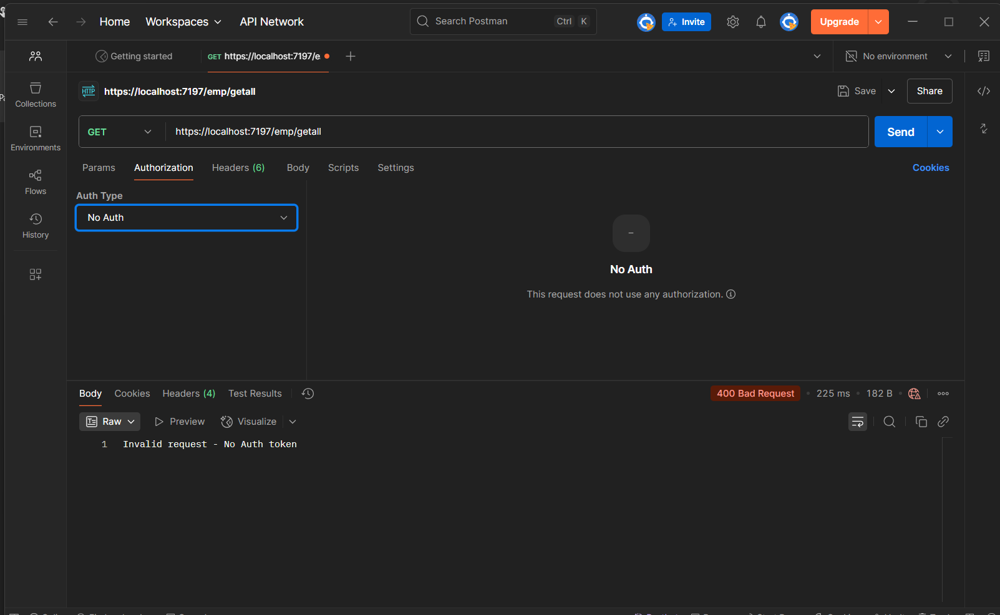 Home
Workspaces
API Network
Search Postman
Ctrl
K
Invite
Upgrade
Getting started
GET https://localhost:7197/e
No environment
HTTP
https://localhost:7197/emp/getall
Save
Share
Collections
Environments
Flows
History
GET
https://localhost:7197/emp/getall
Send
Params
Authorization
Headers (6)
Body
Scripts
Settings
Cookies
Auth Type
No Auth
No Auth
This request does not use any authorization.
Body
Cookies
Headers (4)
Test Results
400 Bad Request
225 ms
182 B
Raw
Preview
Visualize
1 Invalid request - No Auth token